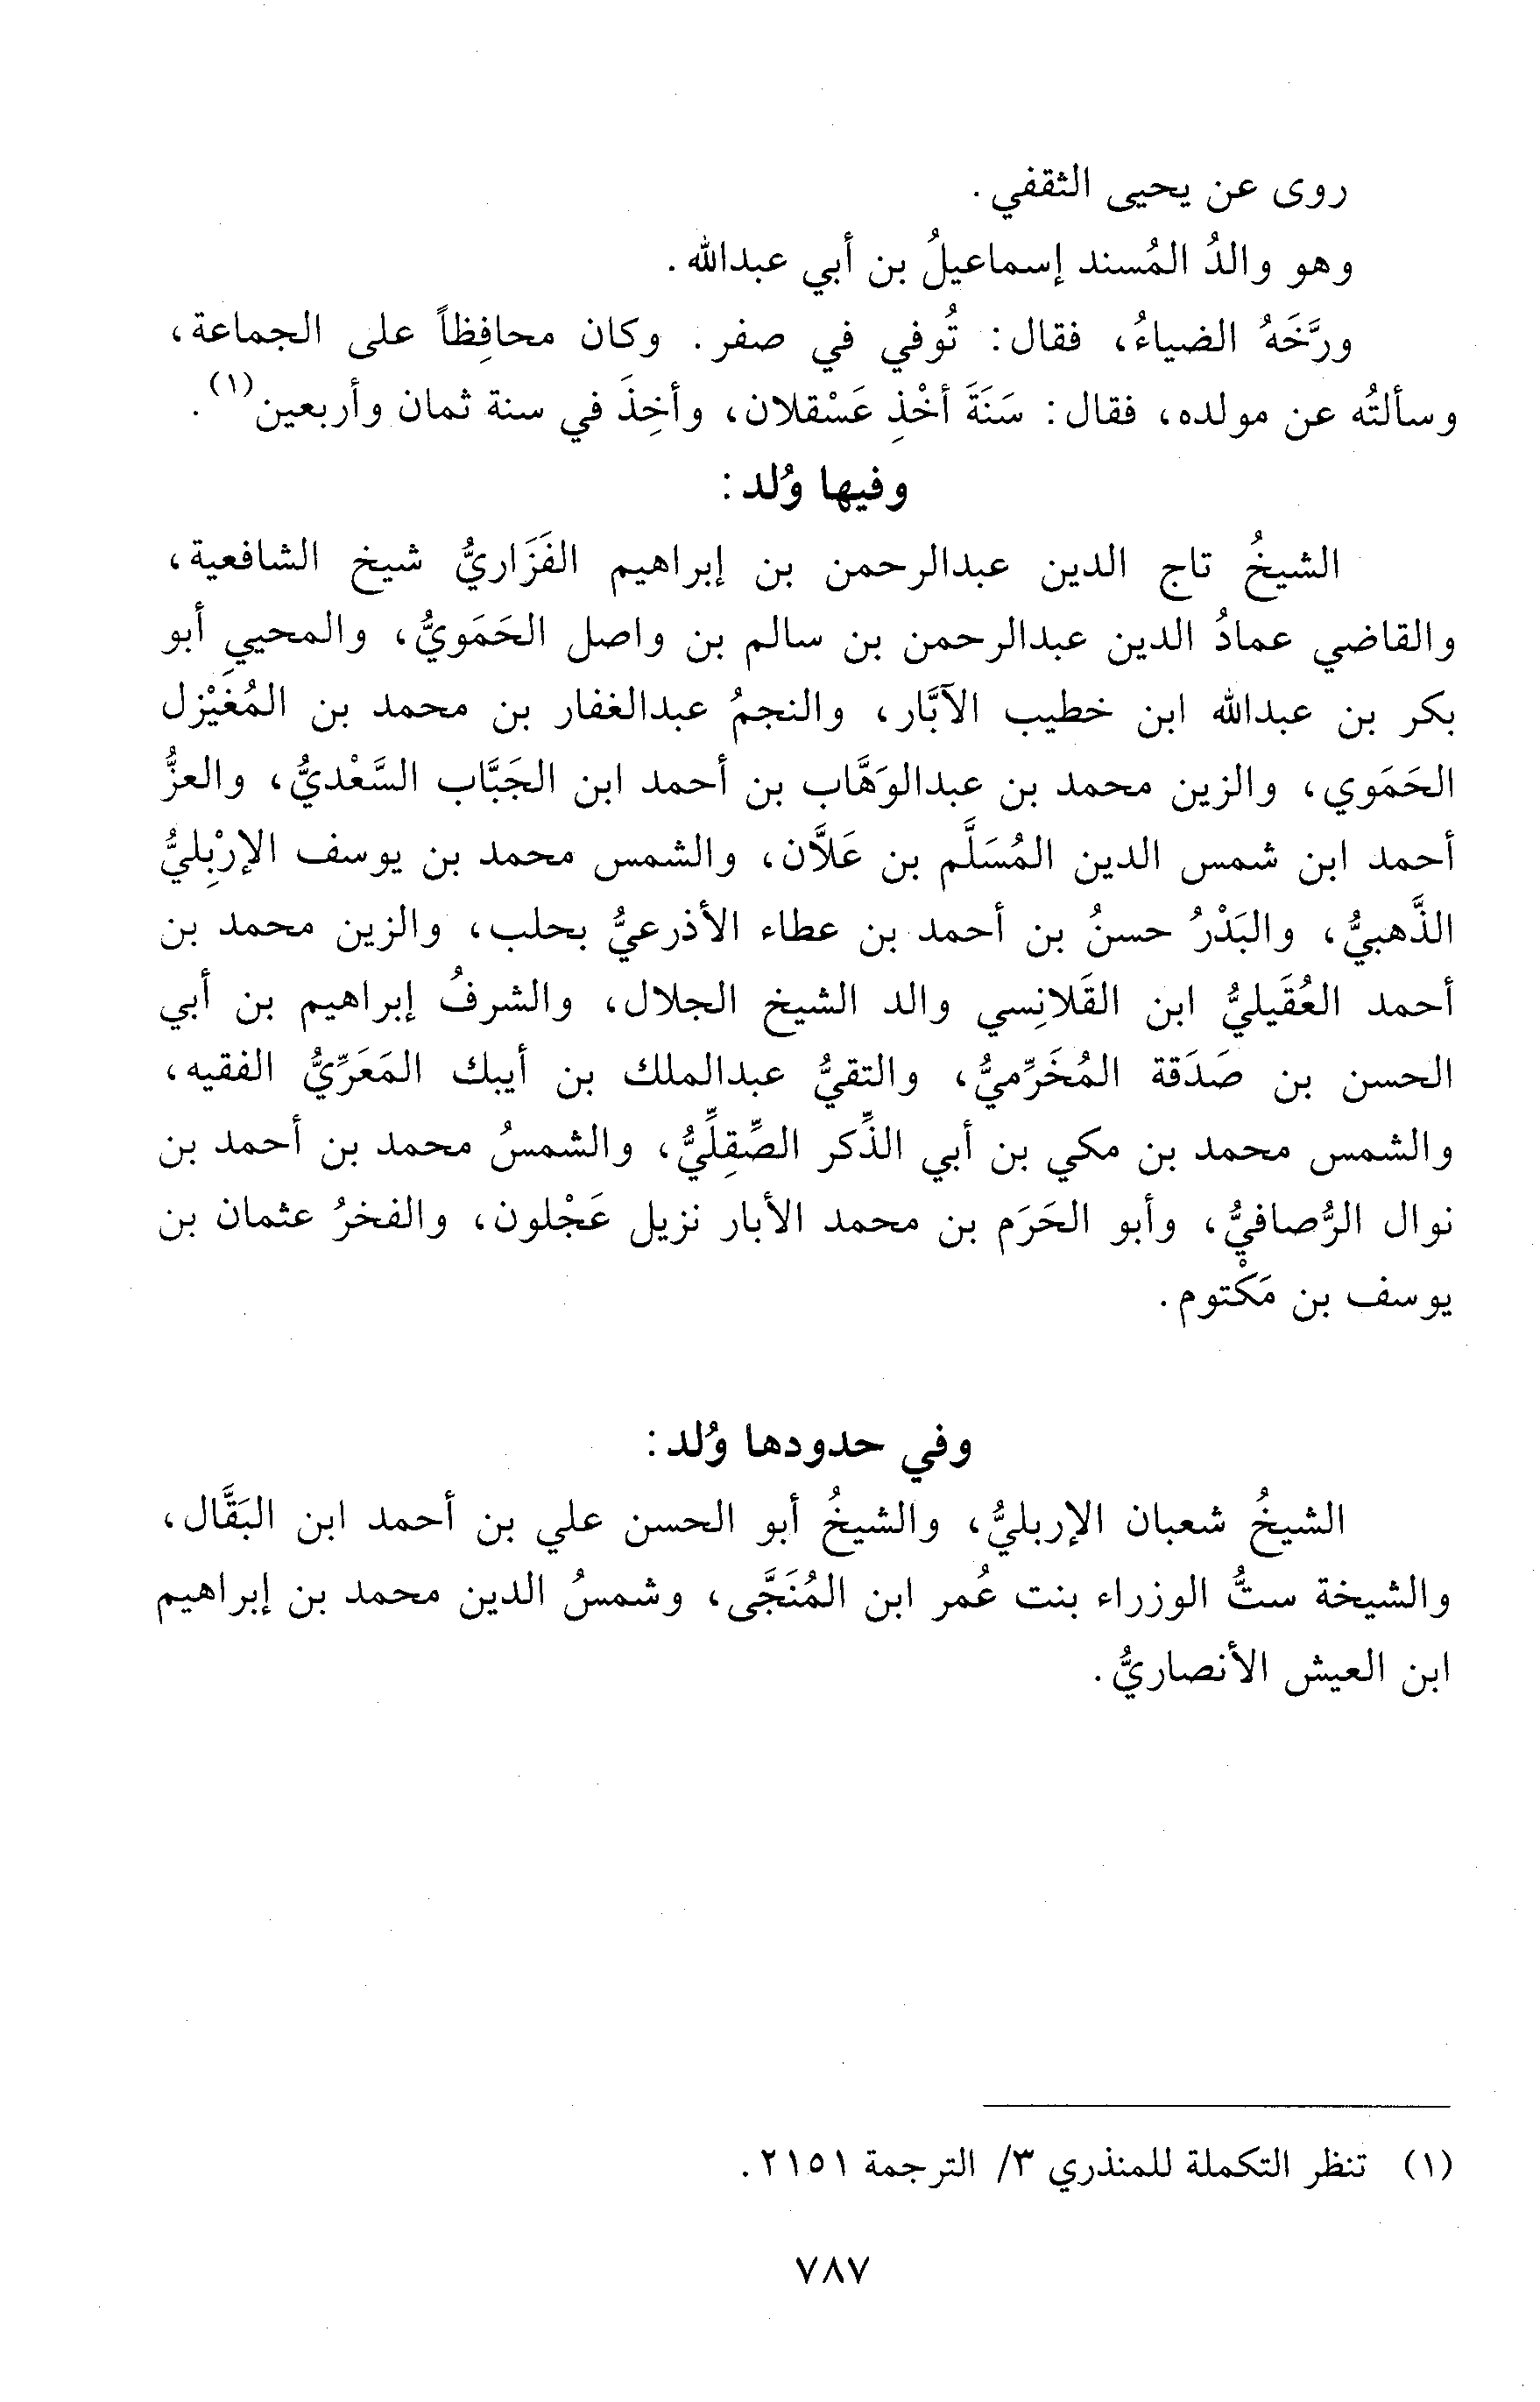 روى عن يحيى الثقفي.
وهو والدُ المُسند إسماعيلُ بن أبي عبدالله.
ورَّخَهُ الضياءُ، فقال: تُوفي في صفر. وكان محافِظاً على الجماعة،
وسألتُه عن مولده، فقال: سَنَةَ أخْذِ عَسْقلان، وأخِذَ في سنة ثمان وأربعين(١).
وفيها وُلد:
الشيخُ تاج الدين عبدالرحمن بن إبراهيم الفَزَاريُّ شيخ الشافعية،
والقاضي عمادُ الدين عبدالرحمن بن سالم بن واصل الحَمَويُّ، والمحيي أبو
بكر بن عبدالله ابن خطيب الآبَّار، والنجمُ عبدالغفار بن محمد بن المُغَيْزل
الحَمَوي، والزين محمد بن عبدالوَهَّاب بن أحمد ابن الجَبَّاب السَّعْديُّ، والعزُّ
أحمد ابن شمس الدين المُسَلَّم بن عَلاَّن، والشمس محمد بن يوسف الإرْبِليُّ
الذَّهبيُّ، والبَدْرُ حسنُ بن أحمد بن عطاء الأذرعيُّ بحلب، والزين محمد بن
أحمد العُقَيليُّ ابن القَلانِسي والد الشيخ الجلال، والشرفُ إبراهيم بن أبي
الحسن بن صَدَقة المُخَرِّميُّ، والتقيُّ عبدالملك بن أيبك المَعَرِّيُّ الفقيه،
والشمس محمد بن مكي بن أبي الذِّكر الصِّقِلِّيُّ، والشمسُ محمد بن أحمد بن
نوال الرُّصافيُّ، وأبو الحَرَم بن محمد الأبار نزيل عَجْلون، والفخرُ عثمان بن
يوسف بن مَكْتوم.
وفي حدودها وُلد:
الشيخُ شعبان الإربليُّ، والشيخُ أبو الحسن علي بن أحمد ابن البَقَّال،
والشيخة ستُّ الوزراء بنت عُمر ابن المُنَجَّى، وشمسُ الدين محمد بن إبراهيم
ابن العيش الأنصاريُّ.
(١) تنظر التكملة للمنذري ٣/ الترجمة ٢١٥١.
٧٨٧